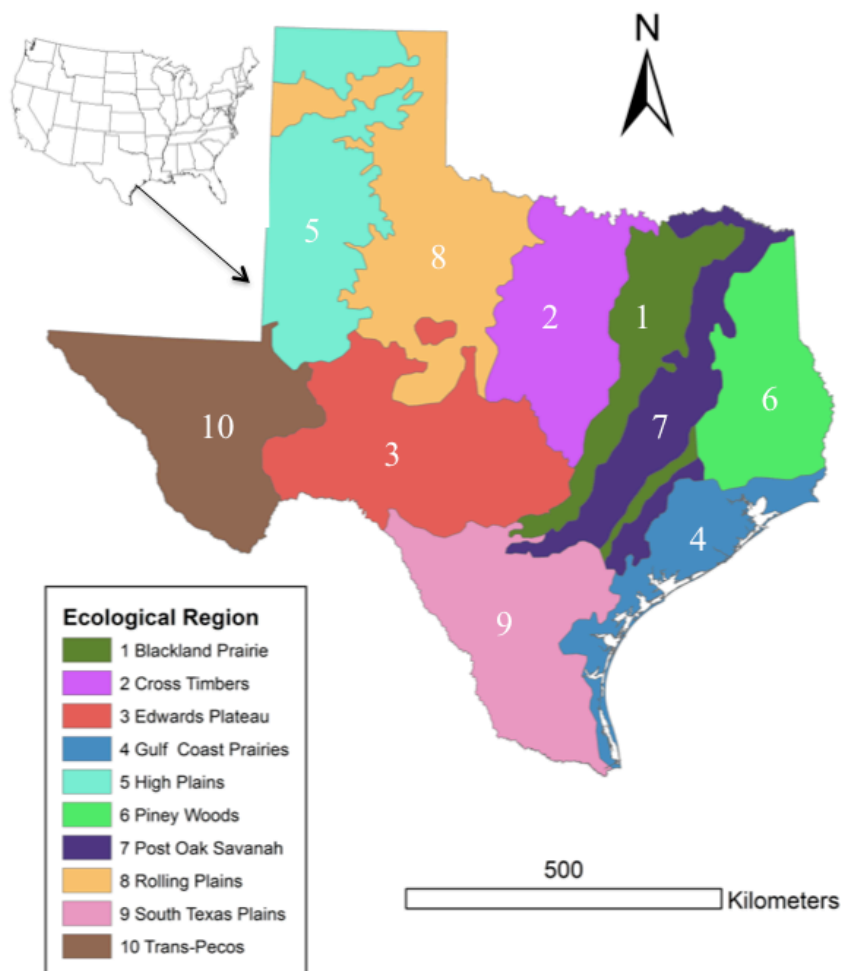 N
5
8
2
1
10
3
7
6
4
9
Ecological Region
1 Blackland Prairie
2 Cross Timbers
3 Edwards Plateau
4 Gulf Coast Prairies
5 High Plains
6 Piney Woods
7 Post Oak Savanah
8 Rolling Plains
9 South Texas Plains
10 Trans-Pecos
500
Kilometers